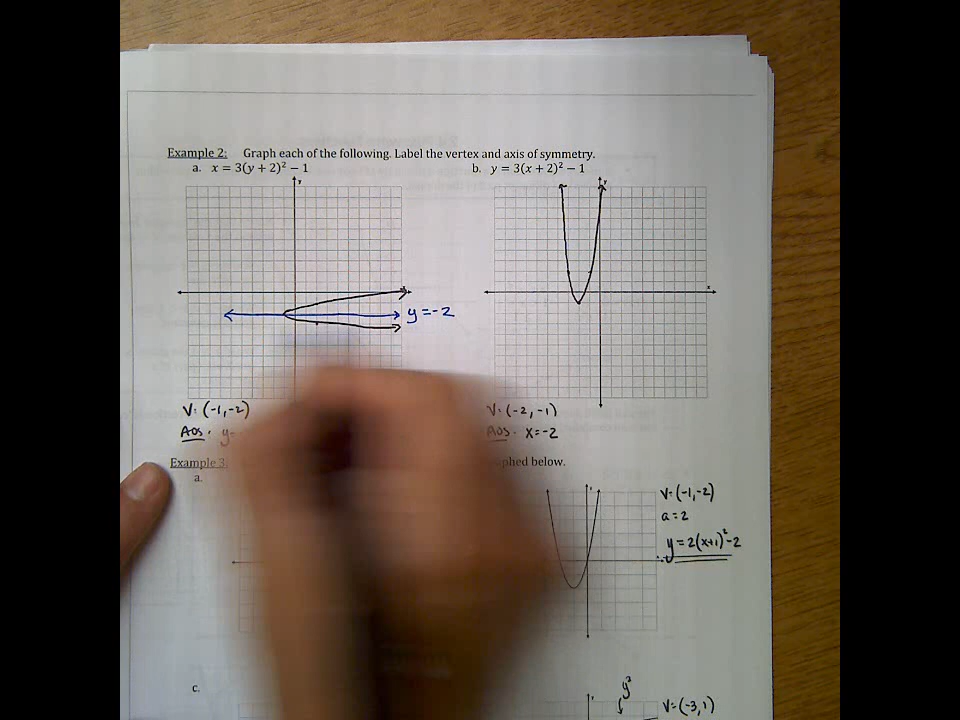 Example 2: Graph each of the following. Label the vertex and axis of symmetry.
a. x = 3(y + 2)² − 1
b. y = 3(x + 2)² − 1
y
y
x
x
y = -2
V: (-1, -2)
AOS: y=
V: (-2, -1)
AOS: x = -2
Example 3: phed below.
a.
y
V: (-1, -2)
a = 2
y = 2(x+1)² - 2
c.
y
y²
V: (-3, 1)